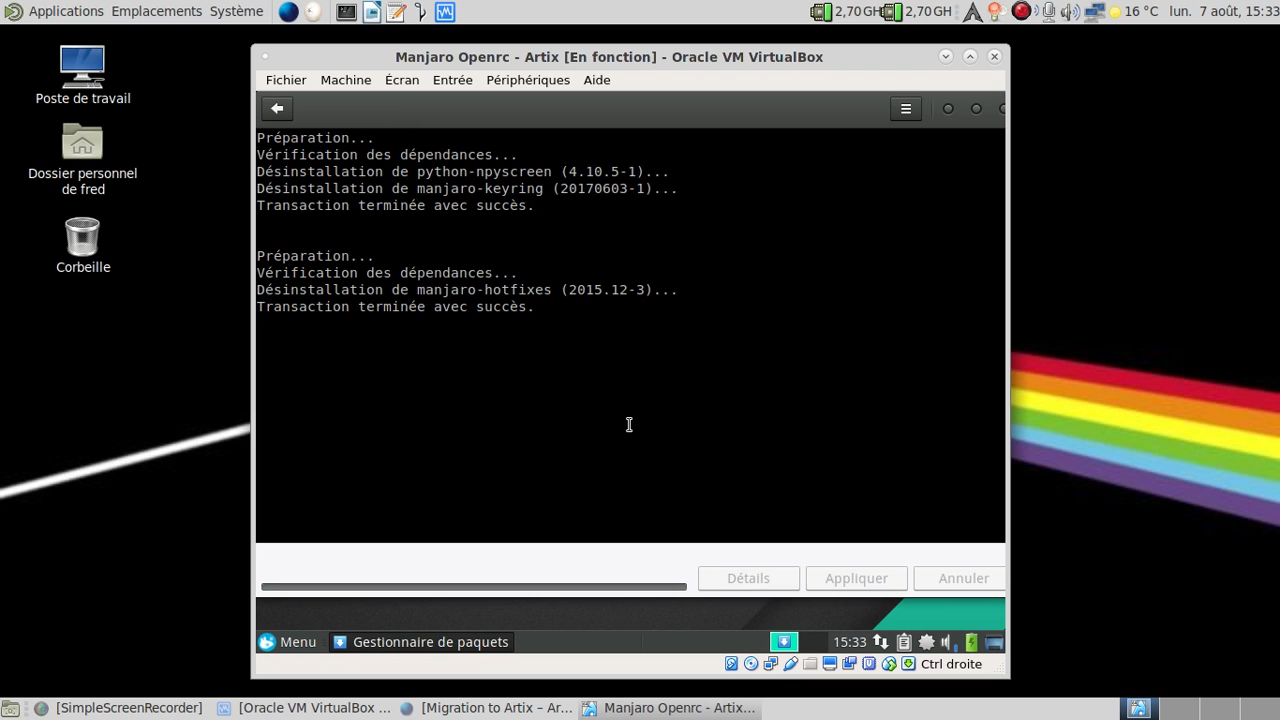 Applications Emplacements Système
2,70 GH 2,70 GH
16 °C lun. 7 août, 15:33
Poste de travail
Dossier personnel
de fred
Corbeille
Manjaro Openrc - Artix [En fonction] - Oracle VM VirtualBox
Fichier Machine Écran Entrée Périphériques Aide
Préparation...
Vérification des dépendances...
Désinstallation de python-npyscreen (4.10.5-1)...
Désinstallation de manjaro-keyring (20170603-1)...
Transaction terminée avec succès.
Préparation...
Vérification des dépendances...
Désinstallation de manjaro-hotfixes (2015.12-3)...
Transaction terminée avec succès.
Détails Appliquer Annuler
Menu Gestionnaire de paquets 15:33
Ctrl droite
[SimpleScreenRecorder] [Oracle VM VirtualBox ... [Migration to Artix – Ar... Manjaro Openrc - Artix...